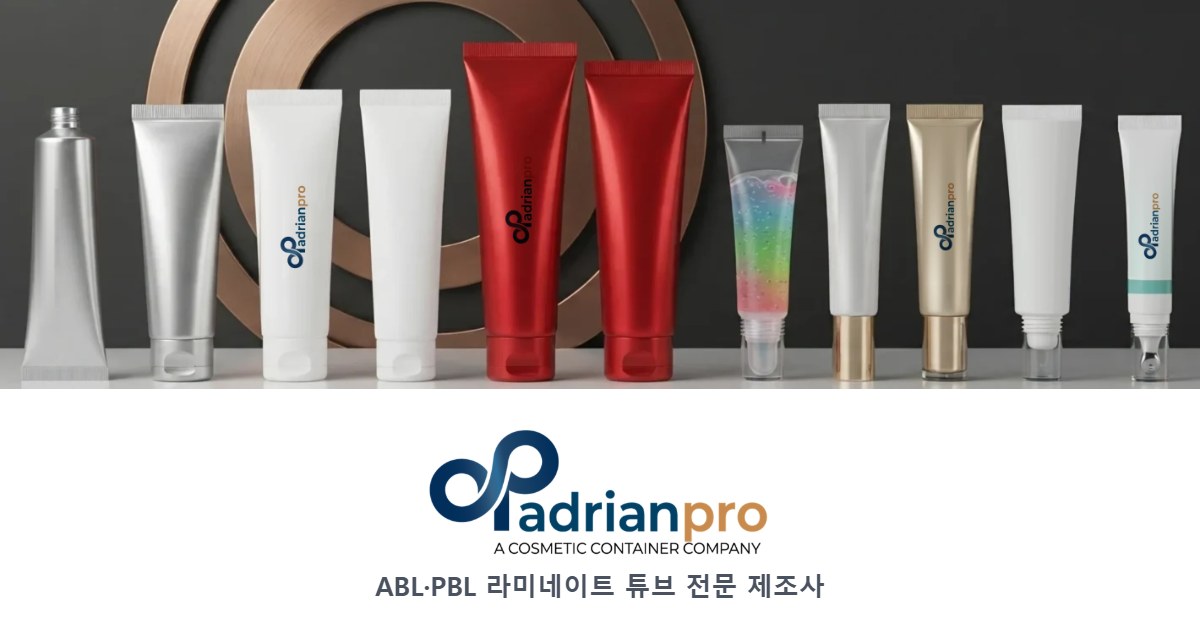 adrianpro
adrianpro
adrianpro
adrianpro
adrianpro
A COSMETIC CONTAINER COMPANY
ABL·PBL 라미네이트 튜브 전문 제조사